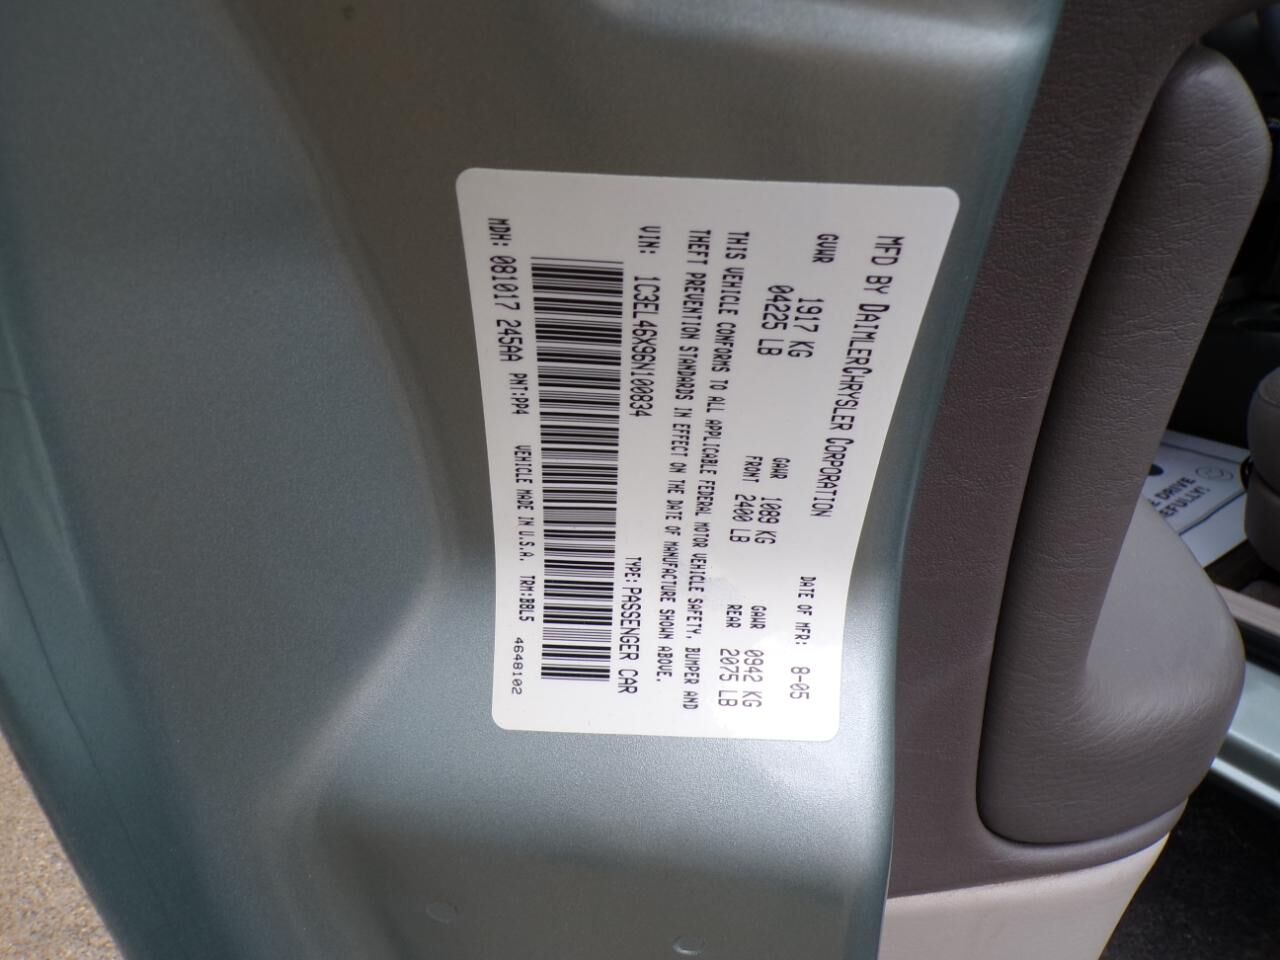 MFD BY DAIMLERCHRYSLER CORPORATION
DATE OF MFR: 8-05
GVWR 1917 KG
04225 LB
GAWR FRONT 1089 KG
2400 LB
GAWR REAR 0942 KG
2075 LB
THIS VEHICLE CONFORMS TO ALL APPLICABLE FEDERAL MOTOR VEHICLE SAFETY, BUMPER AND
THEFT PREVENTION STANDARDS IN EFFECT ON THE DATE OF MANUFACTURE SHOWN ABOVE.
VIN: 1C3EL46X96N100834 TYPE: PASSENGER CAR
MDH: 081017 245AA PNT:PP4 VEHICLE MADE IN U.S.A. TRM:B8L5 4648102
DRIVE